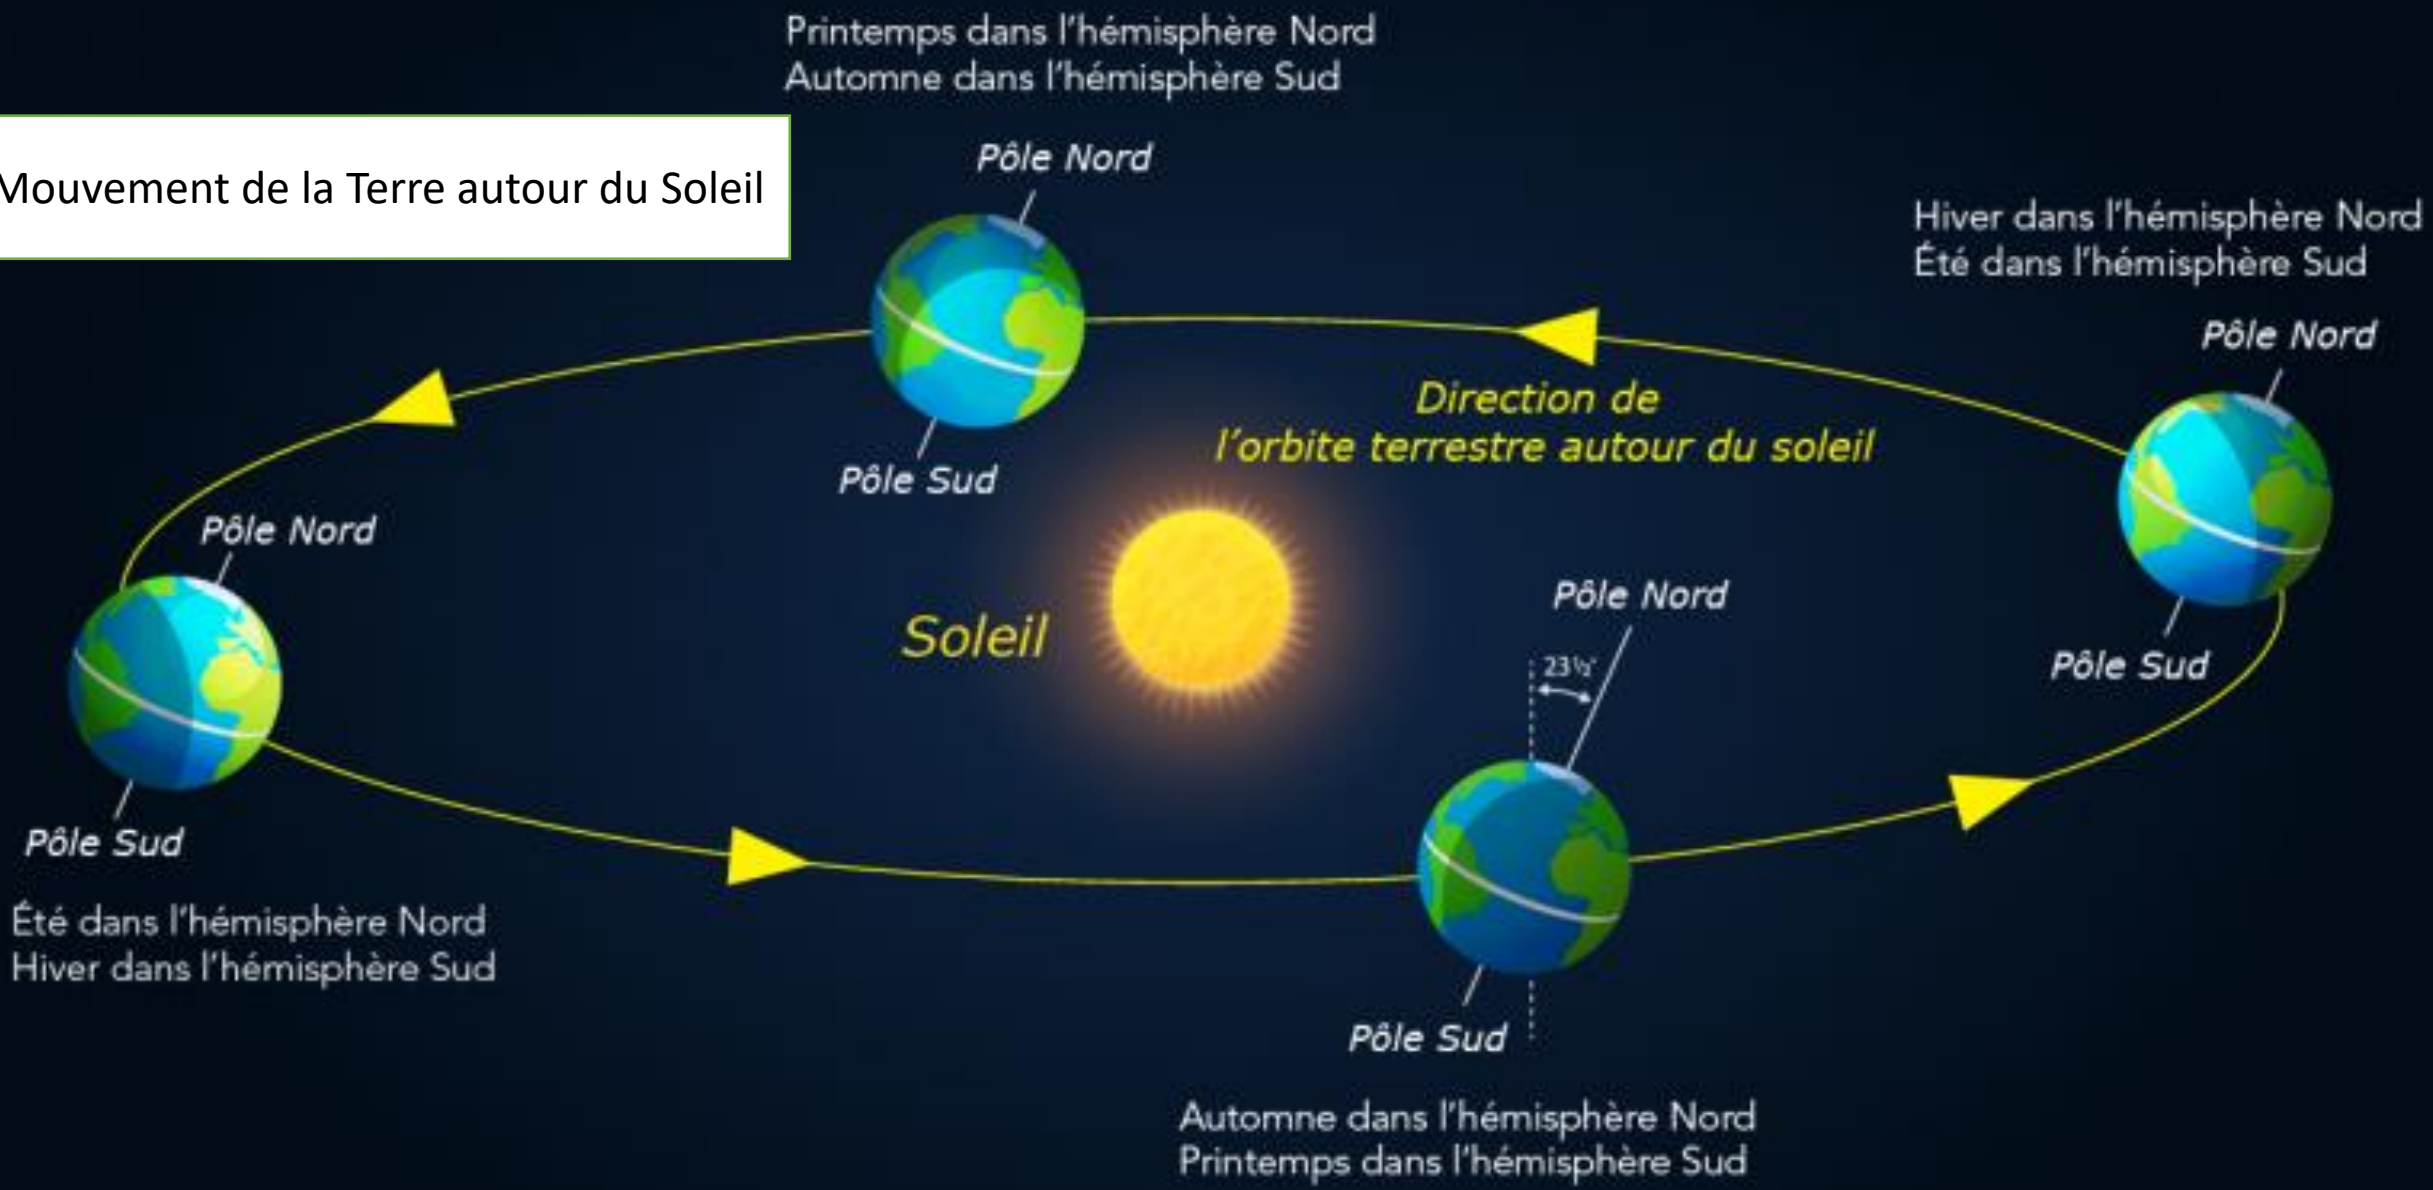 Printemps dans l'hémisphère Nord
Automne dans l'hémisphère Sud
Mouvement de la Terre autour du Soleil
Pôle Nord
Hiver dans l'hémisphère Nord
Été dans l'hémisphère Sud
Pôle Nord
Direction de
l'orbite terrestre autour du soleil
Pôle Sud
Pôle Nord
Soleil
Pôle Nord
23½°
Pôle Sud
Pôle Sud
Été dans l'hémisphère Nord
Hiver dans l'hémisphère Sud
Pôle Sud
Automne dans l'hémisphère Nord
Printemps dans l'hémisphère Sud